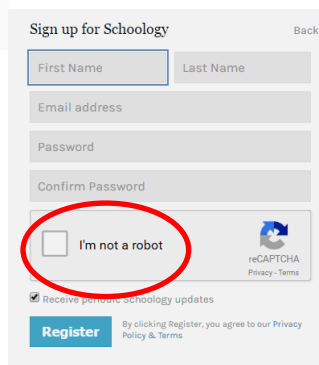 Sign up for Schoology Back
First Name Last Name
Email address
Password
Confirm Password
I'm not a robot
reCAPTCHA
Privacy - Terms
Receive periodic Schoology updates
Register By clicking Register, you agree to our Privacy
Policy & Terms